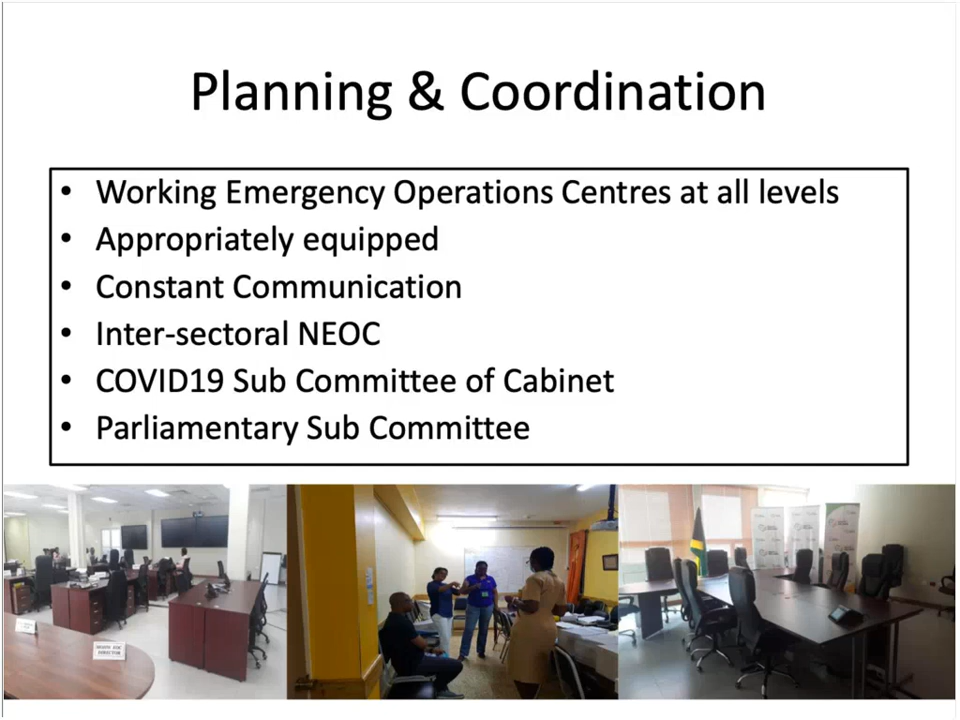 Planning & Coordination
• Working Emergency Operations Centres at all levels
• Appropriately equipped
• Constant Communication
• Inter-sectoral NEOC
• COVID19 Sub Committee of Cabinet
• Parliamentary Sub Committee
DIRECTOR